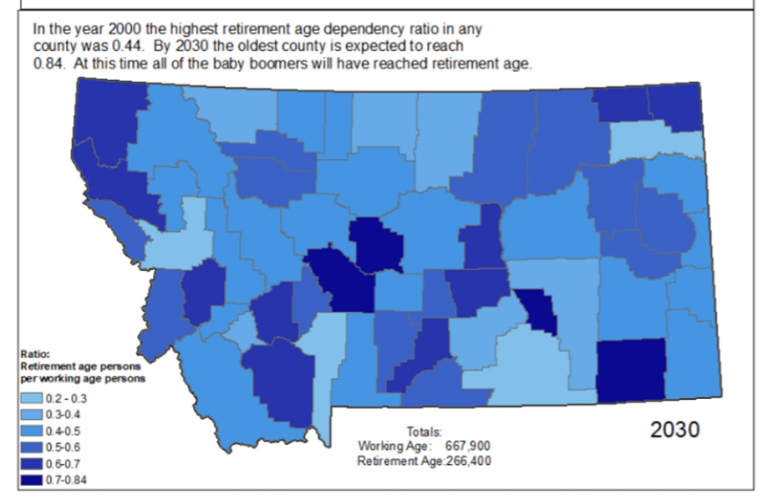 In the year 2000 the highest retirement age dependency ratio in any
county was 0.44. By 2030 the oldest county is expected to reach
0.84. At this time all of the baby boomers will have reached retirement age.
Ratio:
Retirement age persons
per working age persons
0.2 - 0.3
0.3-0.4
0.4-0.5
0.5-0.6
0.6-0.7
0.7-0.84
Totals:
Working Age: 667,900
Retirement Age:266,400
2030